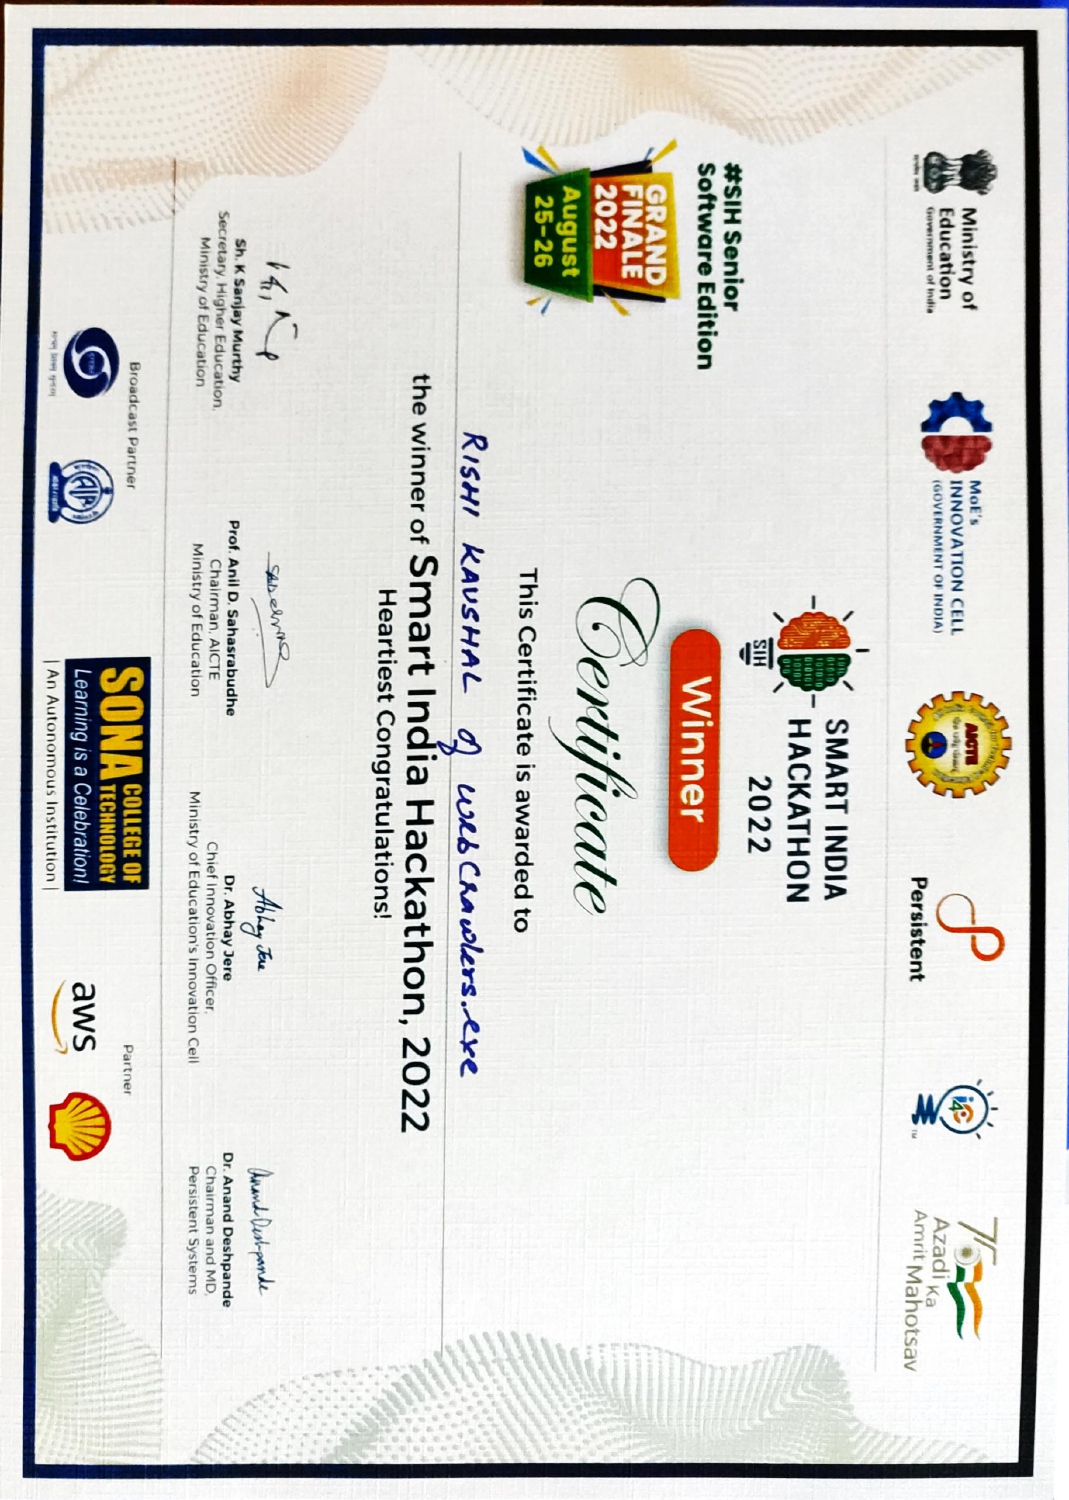 Ministry of
Education
Government of India
MoE's
INNOVATION CELL
(GOVERNMENT OF INDIA)
AICTE
Persistent
i4C
TM
75
Azadi Ka
Amrit Mahotsav
SIH
SMART INDIA
HACKATHON
2022
#SIH Senior
Software Edition
GRAND
FINALE
2022
August
25-26
Winner
Certificate
This Certificate is awarded to
RISHI KAUSHAL of WebCrawlers.exe
the winner of Smart India Hackathon, 2022
Heartiest Congratulations!
Abhay Jere
Anand Deshpande
Sh. K Sanjay Murthy
Secretary, Higher Education,
Ministry of Education
Prof. Anil D. Sahasrabudhe
Chairman, AICTE
Ministry of Education
Dr. Abhay Jere
Chief Innovation Officer,
Ministry of Education's Innovation Cell
Dr. Anand Deshpande
Chairman and MD,
Persistent Systems
Broadcast Partner
AIR
SONA COLLEGE OF
TECHNOLOGY
Learning is a Celebration!
| An Autonomous Institution |
Partner
aws